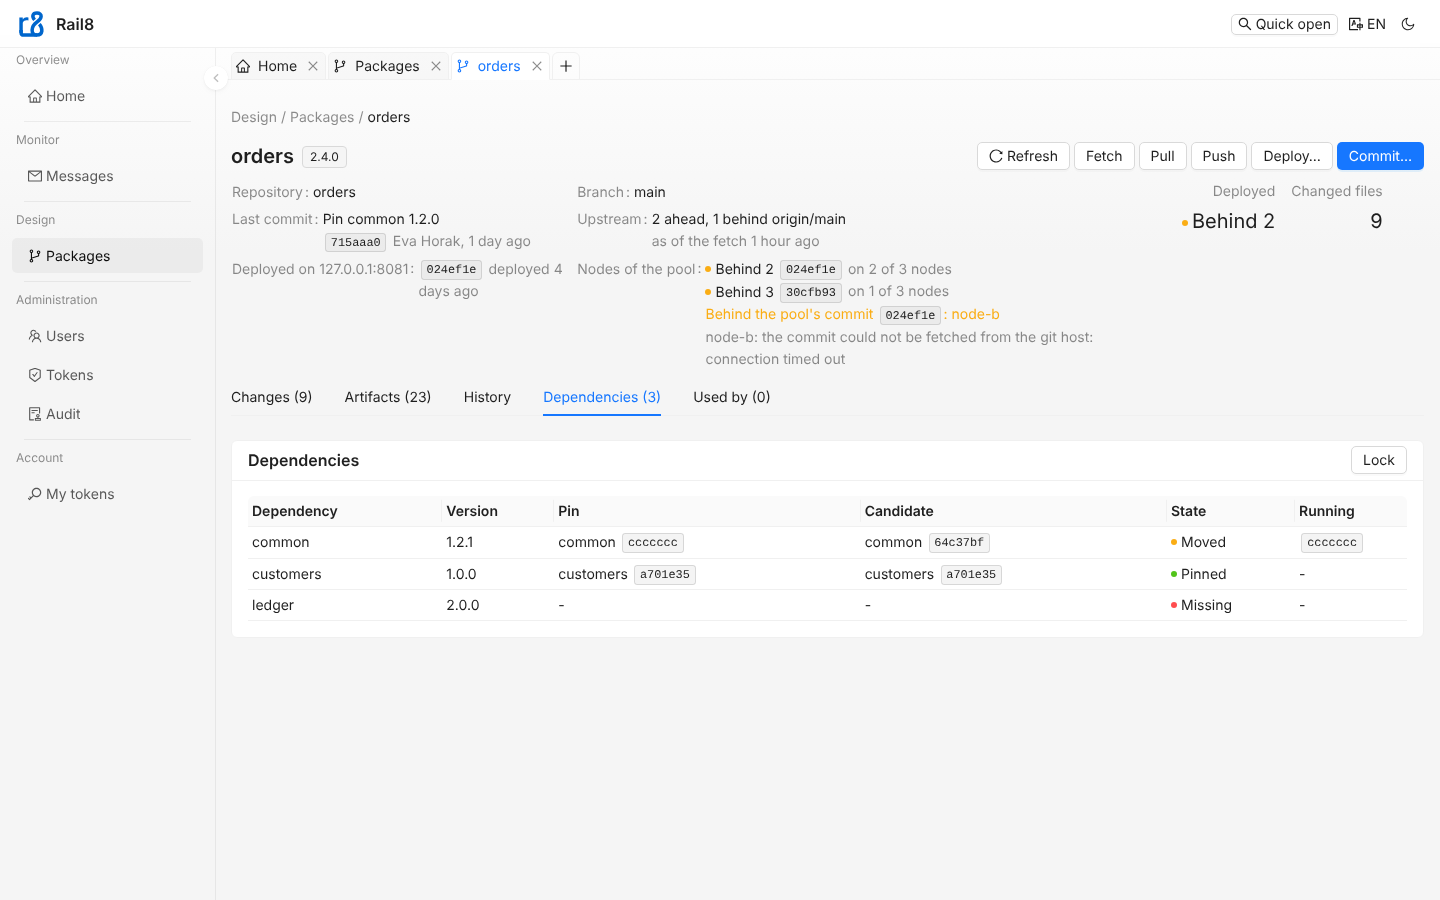 Rail8
Quick open
EN
Overview
Home
Monitor
Messages
Design
Packages
Administration
Users
Tokens
Audit
Account
My tokens
Home
Packages
orders
Design / Packages / orders
orders 2.4.0
Refresh
Fetch
Pull
Push
Deploy...
Commit...
Repository: orders
Branch: main
Deployed
Behind 2
Changed files
9
Last commit: Pin common 1.2.0
715aaa0 Eva Horak, 1 day ago
Upstream: 2 ahead, 1 behind origin/main
as of the fetch 1 hour ago
Deployed on 127.0.0.1:8081: 024ef1e deployed 4
days ago
Nodes of the pool: Behind 2 024ef1e on 2 of 3 nodes
Behind 3 30cfb93 on 1 of 3 nodes
Behind the pool's commit 024ef1e: node-b
node-b: the commit could not be fetched from the git host:
connection timed out
Changes (9)
Artifacts (23)
History
Dependencies (3)
Used by (0)
Dependencies
Lock
Dependency Version Pin Candidate State Running
common 1.2.1 common ccccccc common 64c37bf Moved ccccccc
customers 1.0.0 customers a701e35 customers a701e35 Pinned -
ledger 2.0.0 - - Missing -